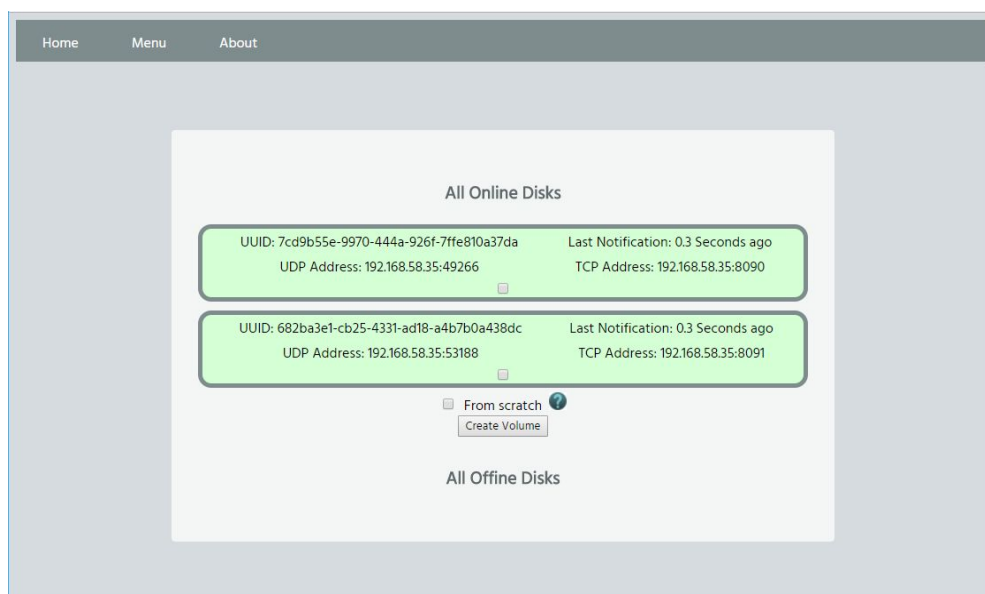 Home Menu About
All Online Disks
UUID: 7cd9b55e-9970-444a-926f-7ffe810a37da Last Notification: 0.3 Seconds ago
UDP Address: 192.168.58.35:49266 TCP Address: 192.168.58.35:8090
UUID: 682ba3e1-cb25-4331-ad18-a4b7b0a438dc Last Notification: 0.3 Seconds ago
UDP Address: 192.168.58.35:53188 TCP Address: 192.168.58.35:8091
From scratch ?
Create Volume
All Offine Disks